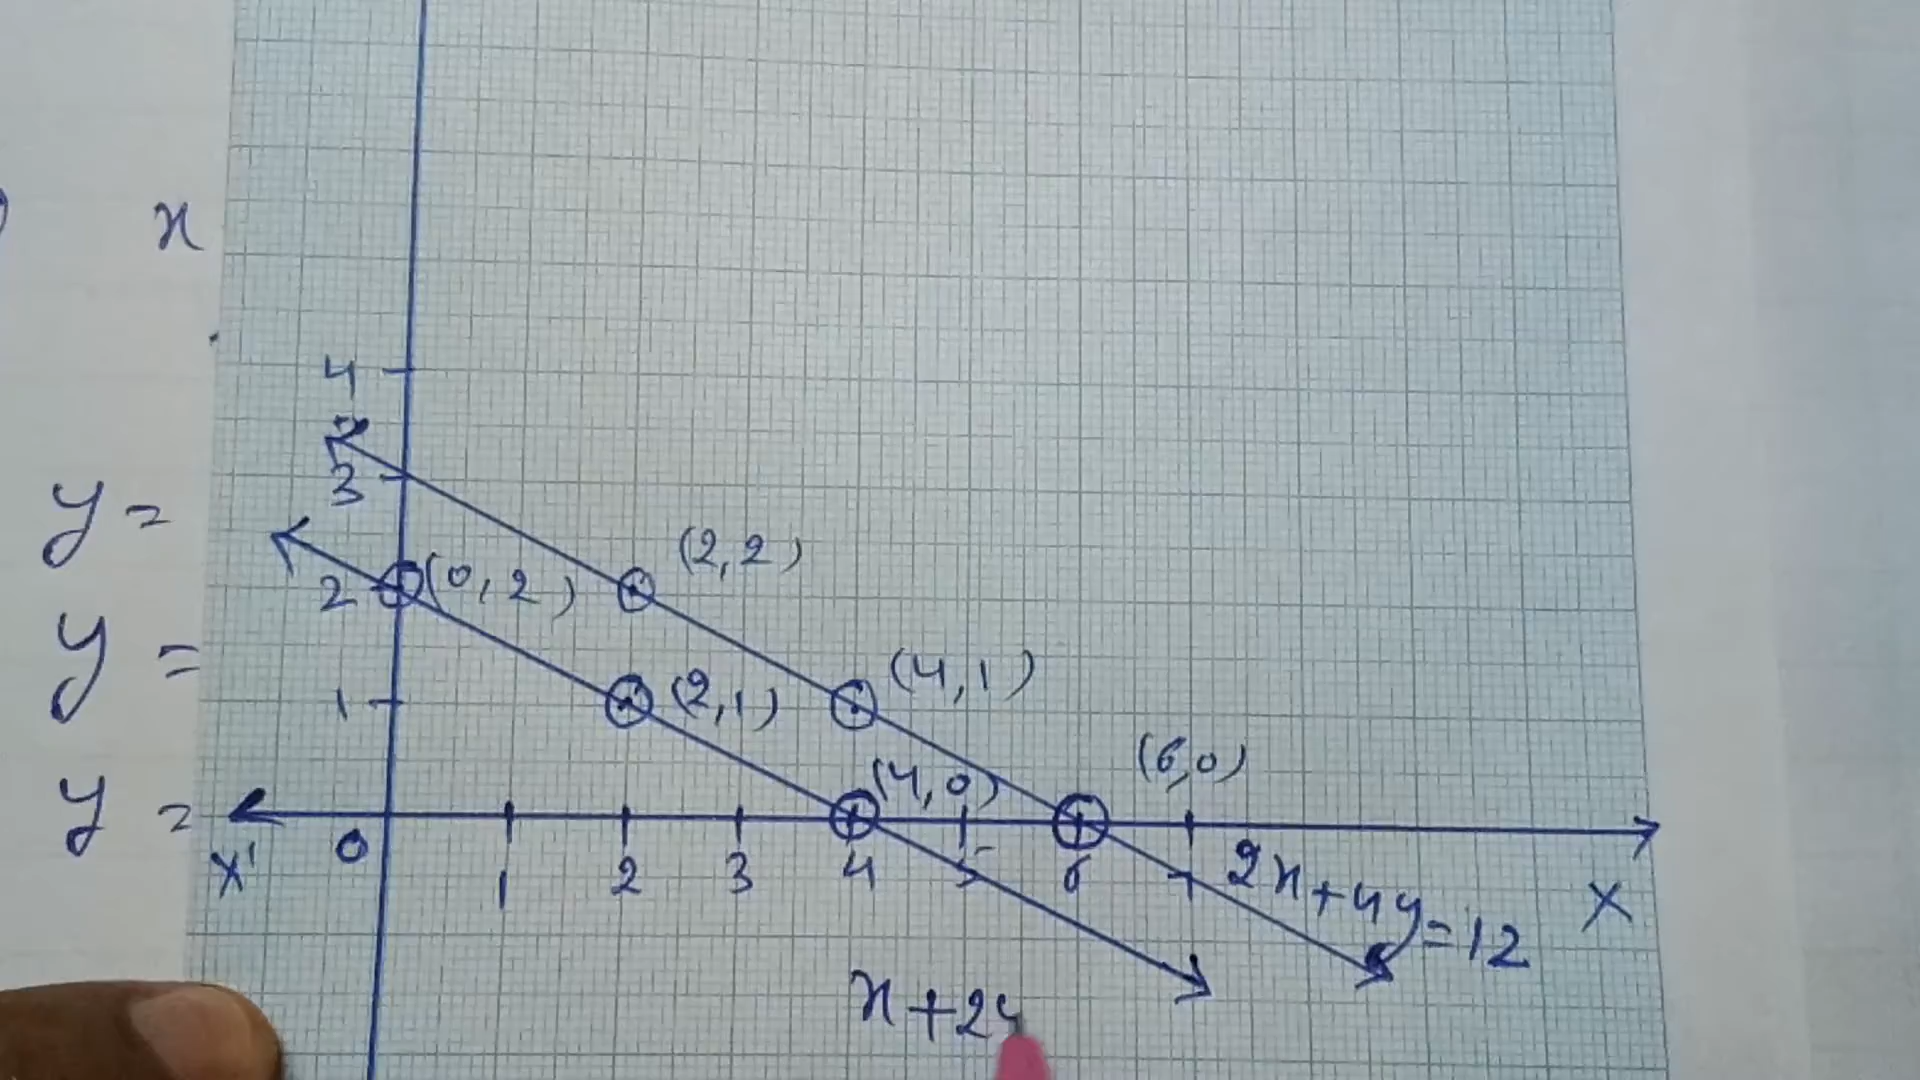 x
4
3
y =
(2,2)
2 (0,2)
y =
(4,1)
1 (2,1)
(6,0)
(4,0)
y =
X' 0 1 2 3 4 5 6 7 X
2x+4y=12
x+2y